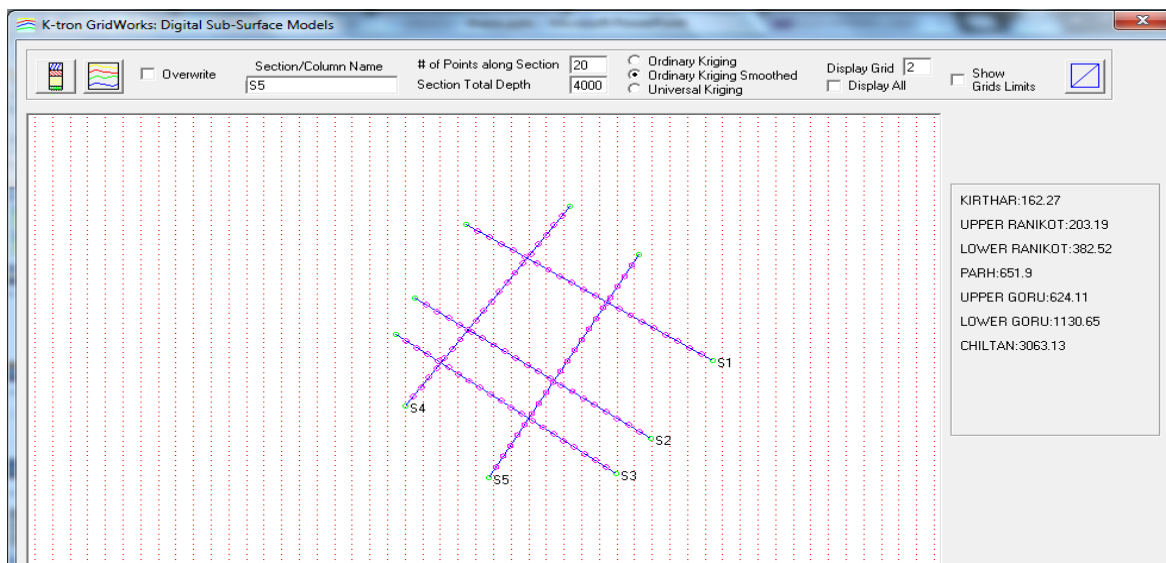 K-tron GridWorks: Digital Sub-Surface Models
Overwrite
Section/Column Name
S5
# of Points along Section 20
Section Total Depth 4000
Ordinary Kriging
Ordinary Kriging Smoothed
Universal Kriging
Display Grid 2
Display All
Show
Grids Limits
KIRTHAR:162.27
UPPER RANIKOT:203.19
LOWER RANIKOT:382.52
PARH:651.9
UPPER GORU:624.11
LOWER GORU:1130.65
CHILTAN:3063.13
S1
S4
S2
S3
S5